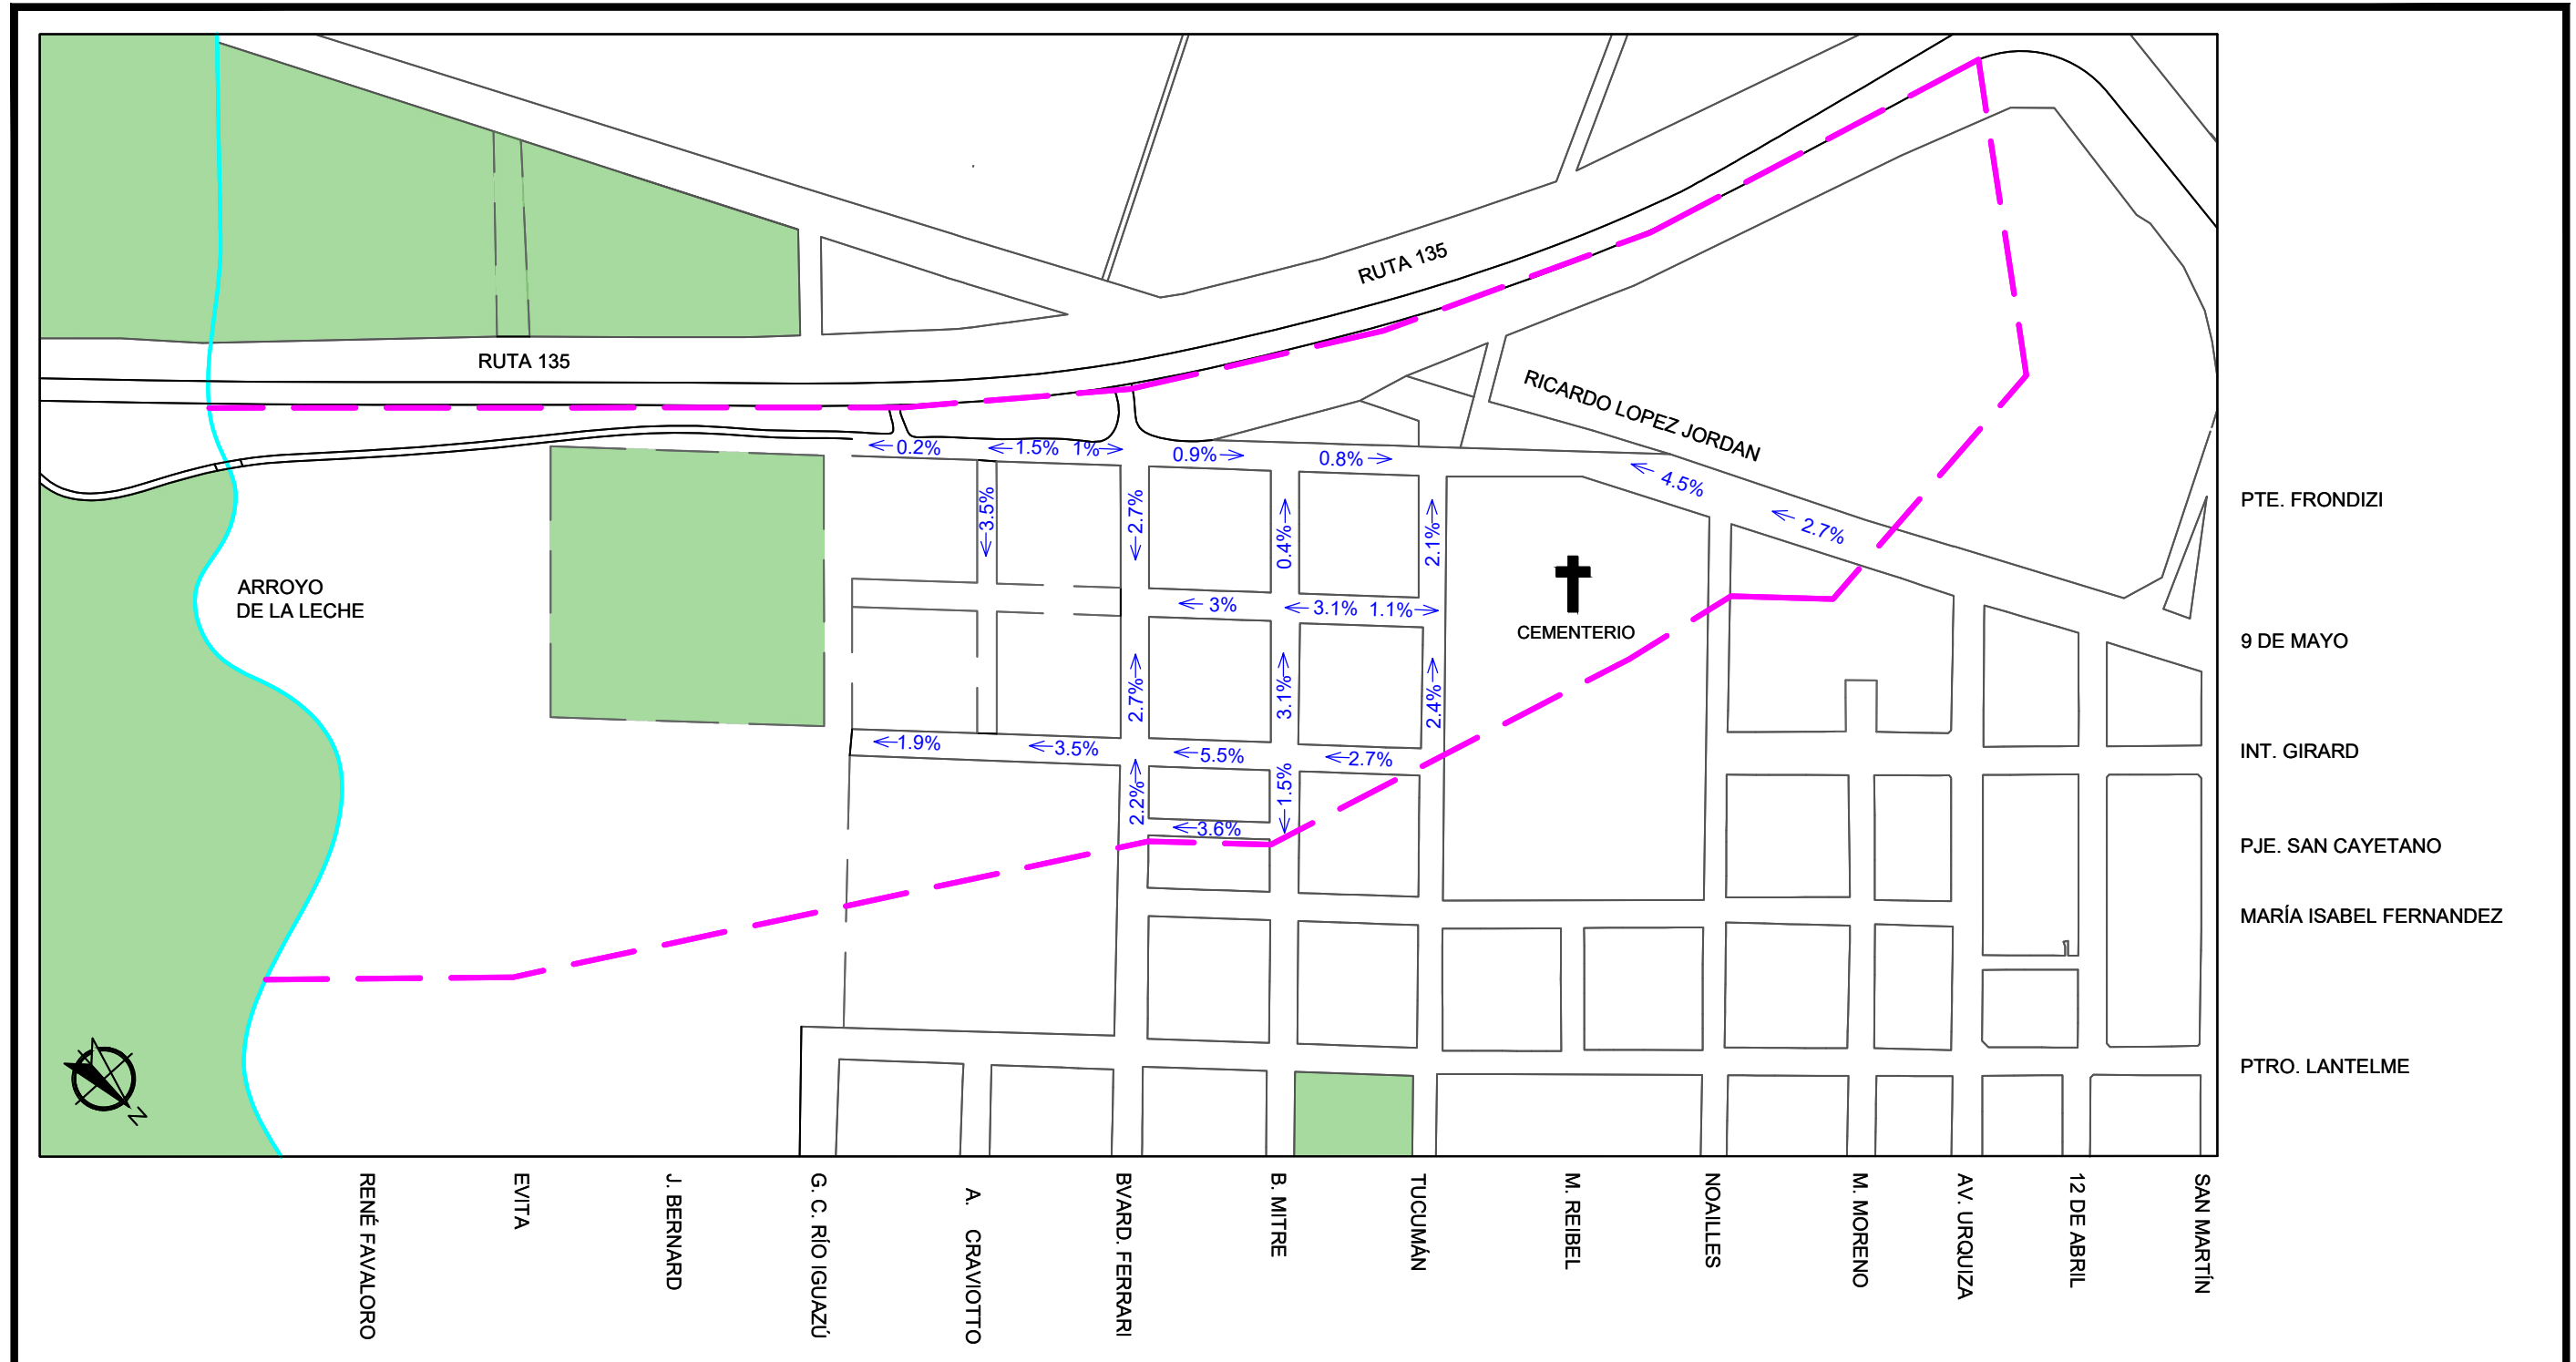 RUTA 135
RUTA 135
RICARDO LOPEZ JORDAN
0.2%
1.5%
1%
0.9%
0.8%
4.5%
2.7%
3.5%
2.7%
0.4%
2.1%
PTE. FRONDIZI
ARROYO
DE LA LECHE
3%
3.1%
1.1%
CEMENTERIO
9 DE MAYO
2.7%
3.1%
2.4%
1.9%
3.5%
5.5%
2.7%
INT. GIRARD
2.2%
1.5%
3.6%
PJE. SAN CAYETANO
MARÍA ISABEL FERNANDEZ
PTRO. LANTELME
N
RENÉ FAVALORO
EVITA
J. BERNARD
G. C. RÍO IGUAZÚ
A. CRAVIOTTO
BVARD. FERRARI
B. MITRE
TUCUMÁN
M. REIBEL
NOAILLES
M. MORENO
AV. URQUIZA
12 DE ABRIL
SAN MARTÍN